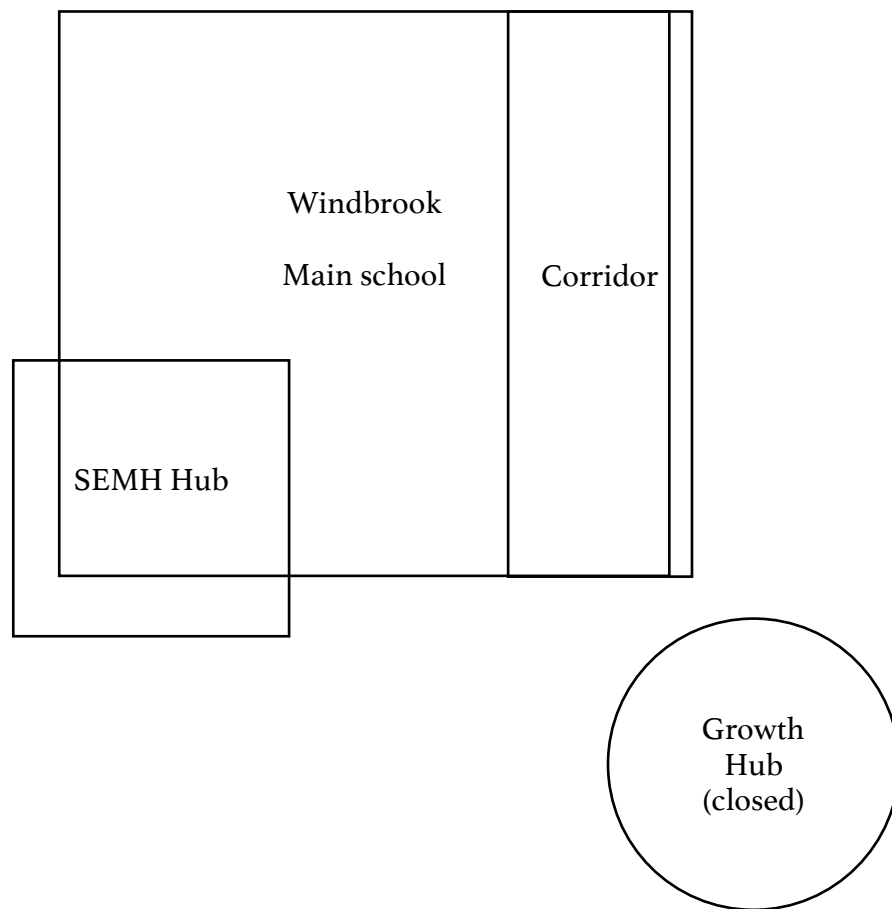 Windbrook
Main school
Corridor
SEMH Hub
Growth
Hub
(closed)